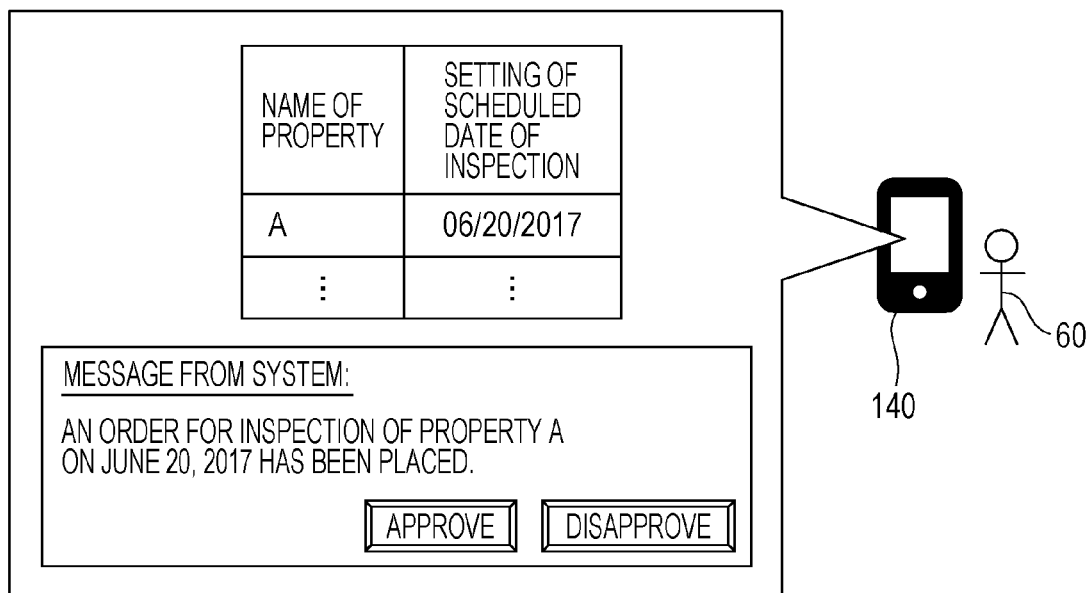 NAME OF
PROPERTY
SETTING OF
SCHEDULED
DATE OF
INSPECTION
A
06/20/2017
⋮
⋮
MESSAGE FROM SYSTEM:
AN ORDER FOR INSPECTION OF PROPERTY A
ON JUNE 20, 2017 HAS BEEN PLACED.
APPROVE
DISAPPROVE
140
60